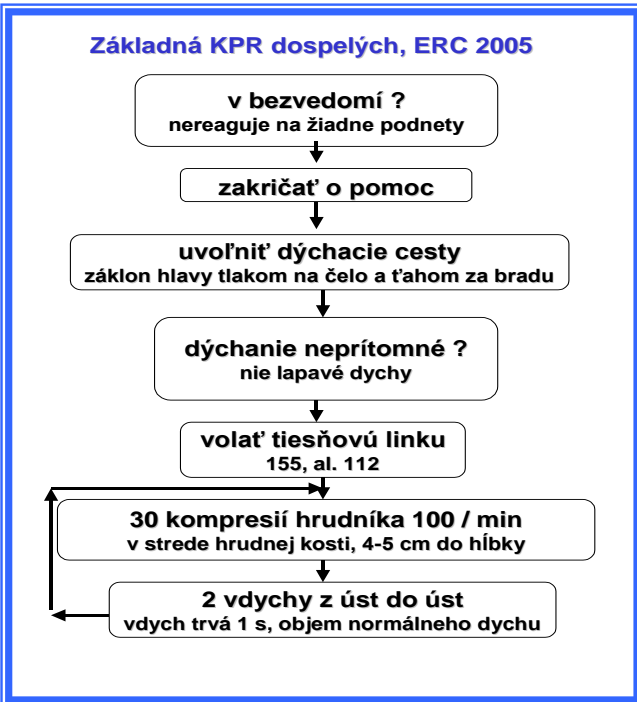 Základná KPR dospelých, ERC 2005
v bezvedomí ?
nereaguje na žiadne podnety
zakričať o pomoc
uvoľniť dýchacie cesty
záklon hlavy tlakom na čelo a ťahom za bradu
dýchanie neprítomné ?
nie lapavé dychy
volať tiesňovú linku
155, al. 112
30 kompresií hrudníka 100 / min
v strede hrudnej kosti, 4-5 cm do hĺbky
2 vdychy z úst do úst
vdych trvá 1 s, objem normálneho dychu